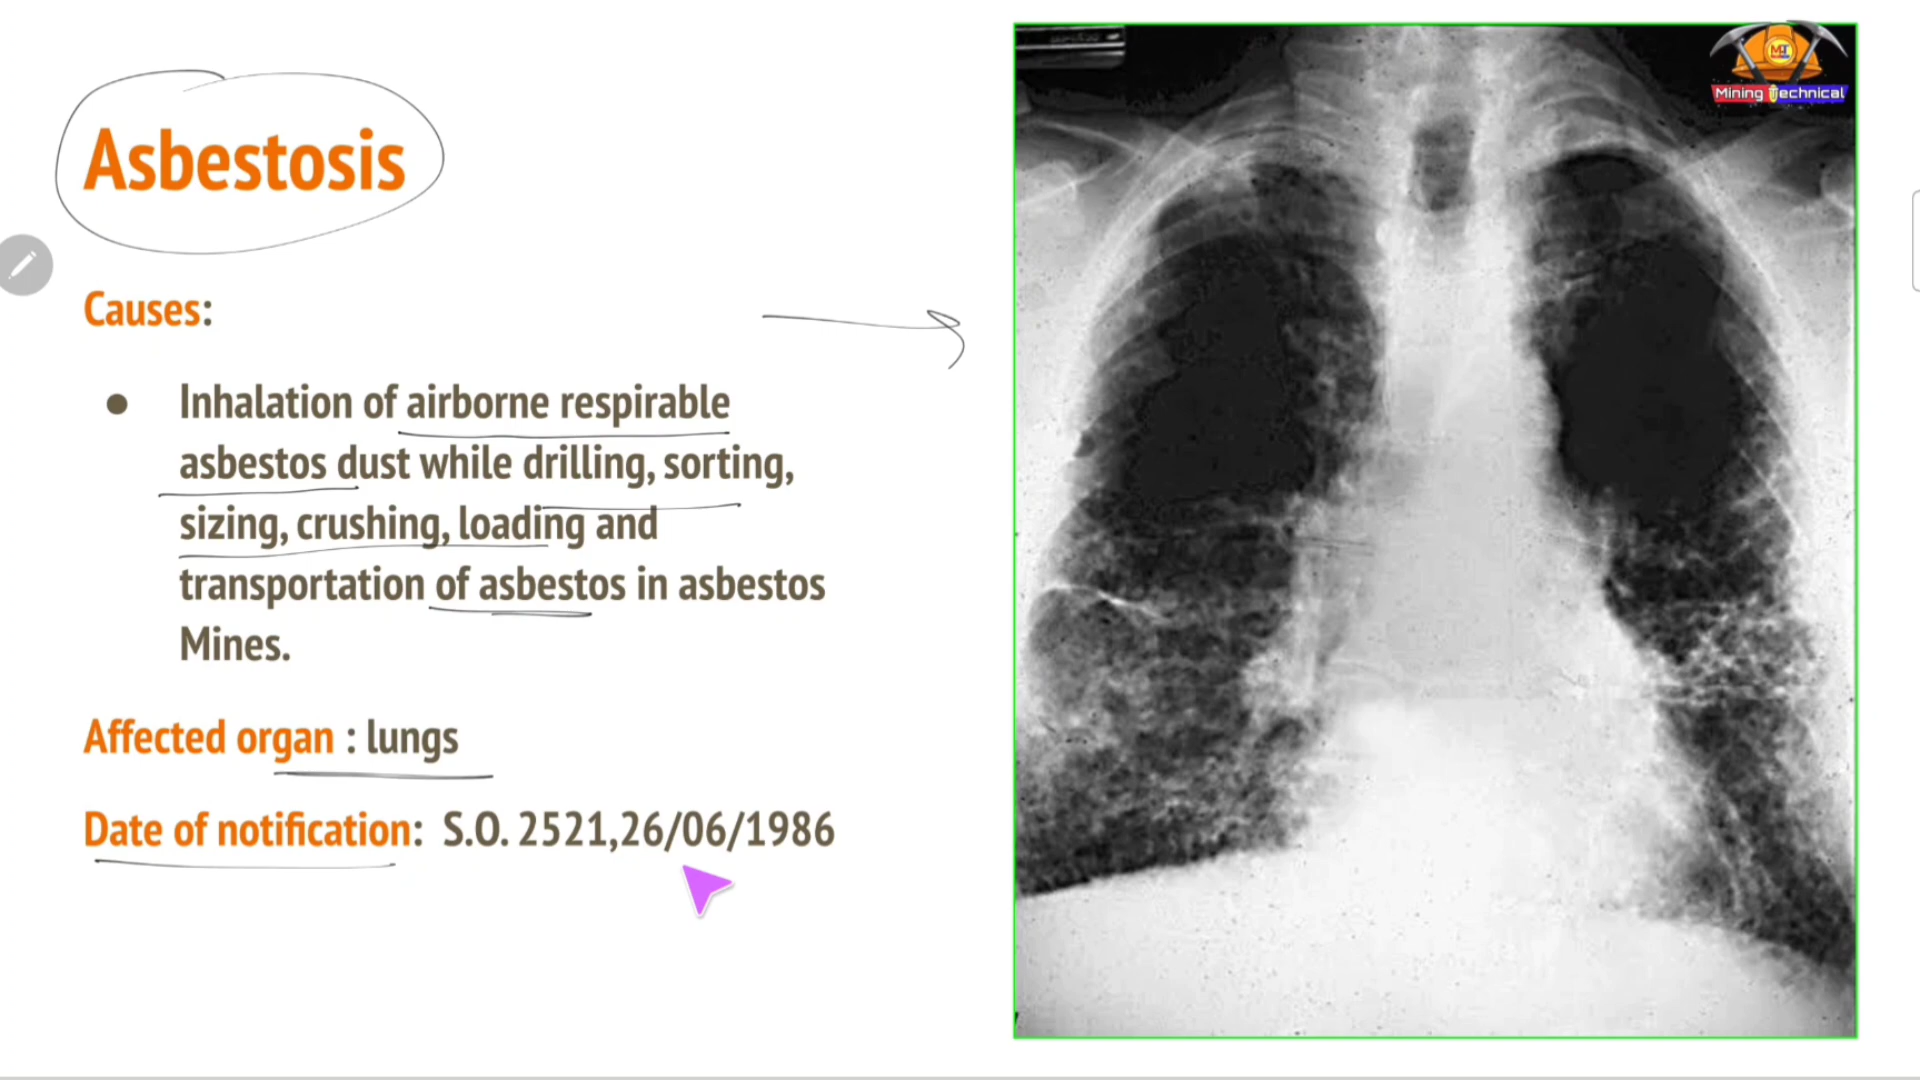 Asbestosis
Causes:
● Inhalation of airborne respirable
asbestos dust while drilling, sorting,
sizing, crushing, loading and
transportation of asbestos in asbestos
Mines.
Affected organ : lungs
Date of notification: S.O. 2521,26/06/1986
MT
Mining Technical